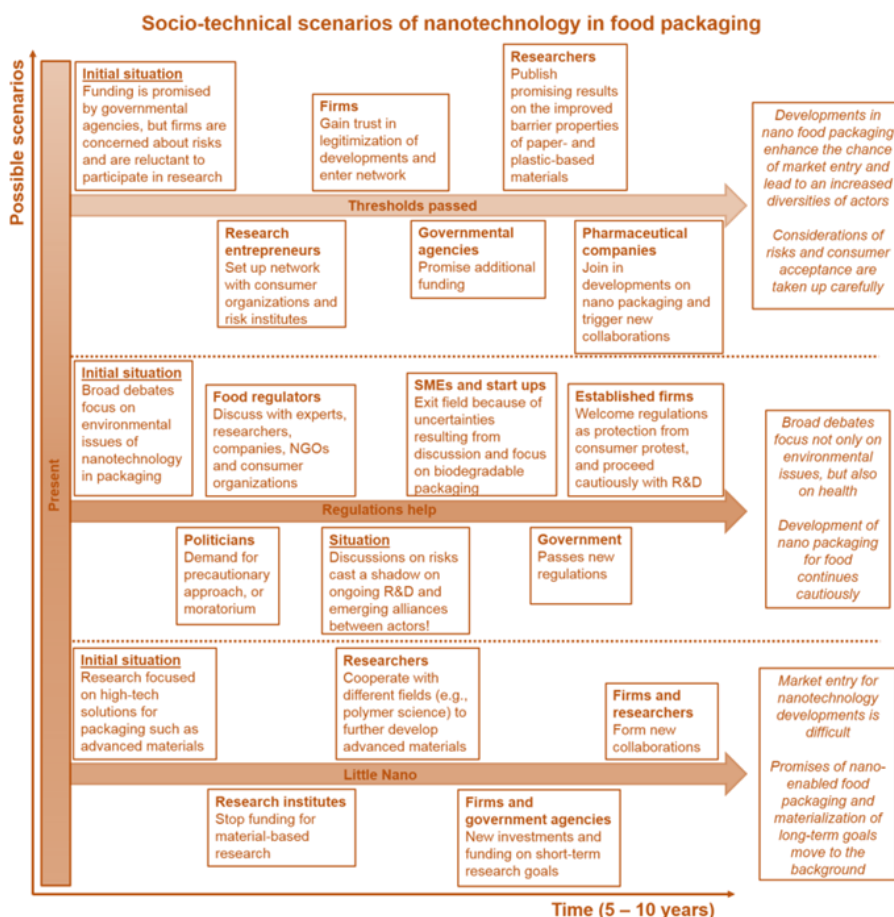 Socio-technical scenarios of nanotechnology in food packaging
Possible scenarios
Present
Initial situation
Funding is promised
by governmental
agencies, but firms are
concerned about risks
and are reluctant to
participate in research
Firms
Gain trust in
legitimization of
developments and
enter network
Researchers
Publish
promising results
on the improved
barrier properties
of paper- and
plastic-based
materials
Thresholds passed
Research
entrepreneurs
Set up network
with consumer
organizations and
risk institutes
Governmental
agencies
Promise additional
funding
Pharmaceutical
companies
Join in
developments on
nano packaging and
trigger new
collaborations
Developments in
nano food packaging
enhance the chance
of market entry and
lead to an increased
diversities of actors
Considerations of
risks and consumer
acceptance are
taken up carefully
Initial situation
Broad debates
focus on
environmental
issues of
nanotechnology
in packaging
Food regulators
Discuss with experts,
researchers,
companies, NGOs
and consumer
organizations
SMEs and start ups
Exit field because of
uncertainties
resulting from
discussion and focus
on biodegradable
packaging
Established firms
Welcome regulations
as protection from
consumer protest,
and proceed
cautiously with R&D
Regulations help
Politicians
Demand for
precautionary
approach, or
moratorium
Situation
Discussions on risks
cast a shadow on
ongoing R&D and
emerging alliances
between actors!
Government
Passes new
regulations
Broad debates
focus not only on
environmental
issues, but also
on health
Development of
nano packaging
for food
continues
cautiously
Initial situation
Research focused
on high-tech
solutions for
packaging such as
advanced materials
Researchers
Cooperate with
different fields (e.g.,
polymer science) to
further develop
advanced materials
Firms and
researchers
Form new
collaborations
Little Nano
Research institutes
Stop funding for
material-based
research
Firms and
government agencies
New investments and
funding on short-term
research goals
Market entry for
nanotechnology
developments is
difficult
Promises of nano-
enabled food
packaging and
materialization of
long-term goals
move to the
background
Time (5 – 10 years)